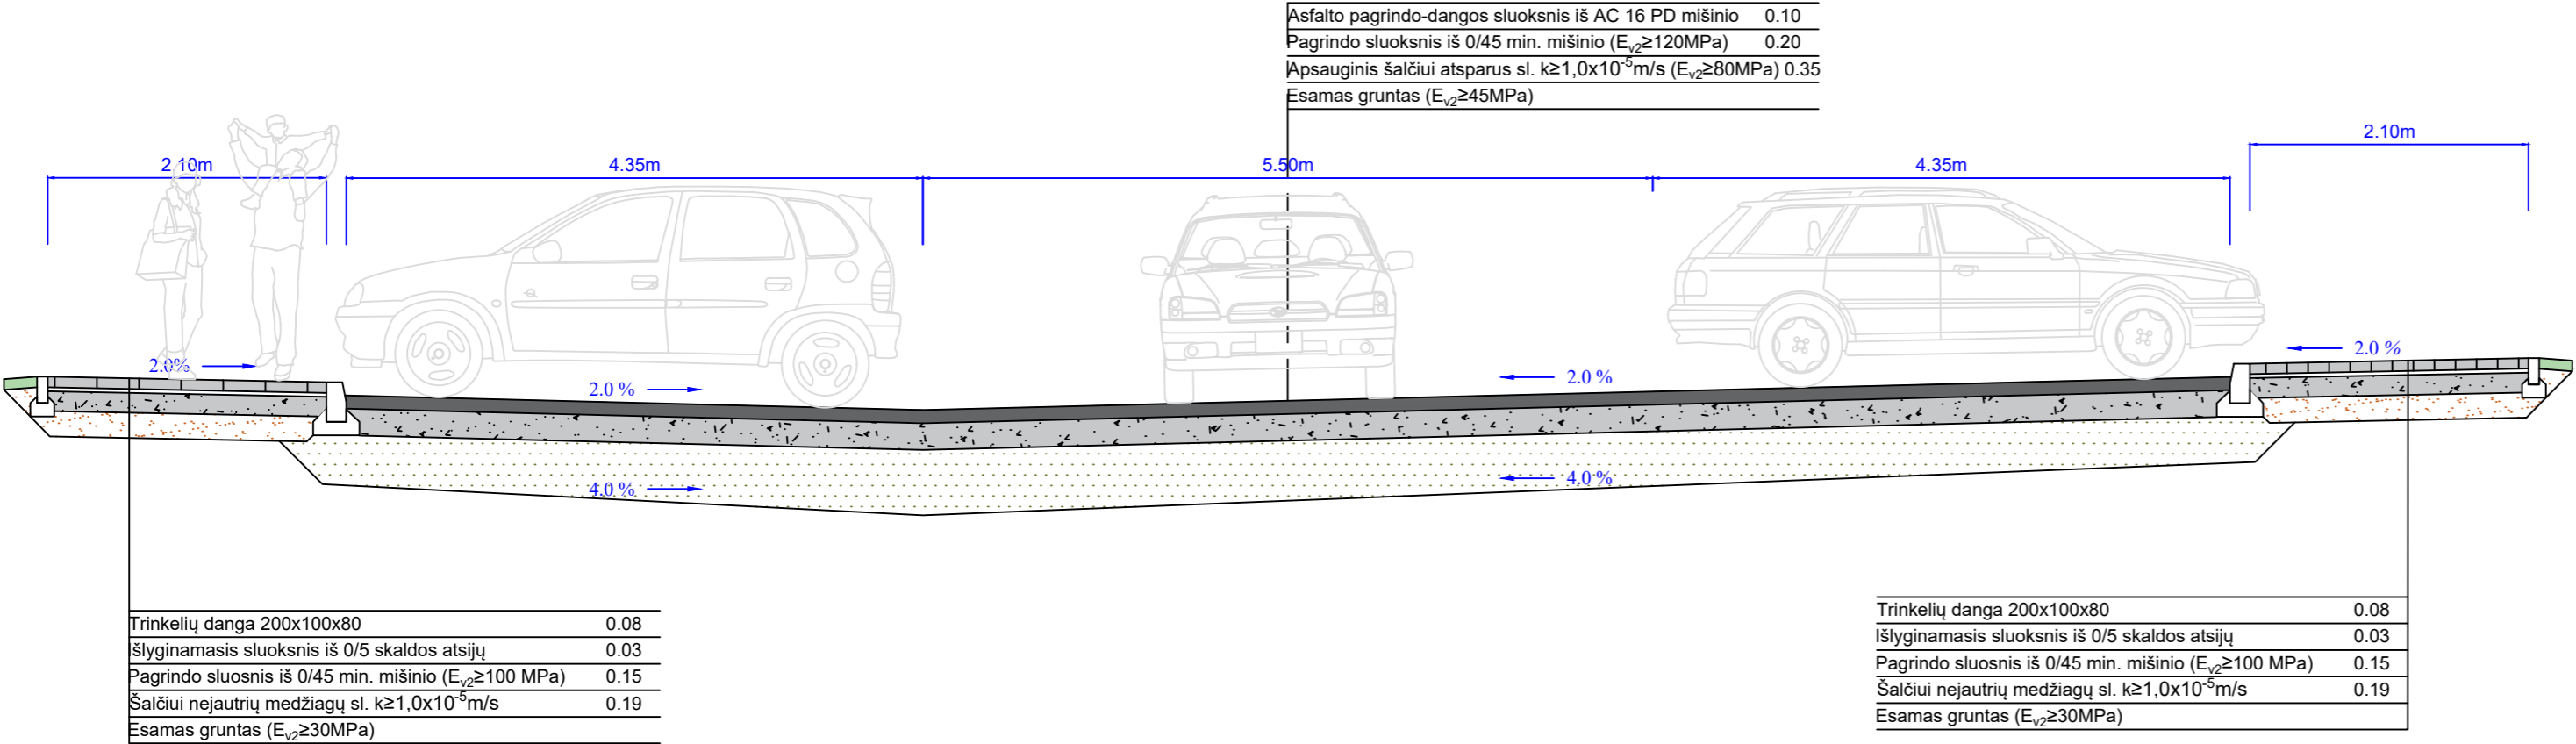 Asfalto pagrindo-dangos sluoksnis iš AC 16 PD mišinio 0.10
Pagrindo sluoksnis iš 0/45 min. mišinio (Ev2≥120MPa) 0.20
Apsauginis šalčiui atsparus sl. k≥1,0x10⁻⁵m/s (Ev2≥80MPa) 0.35
Esamas gruntas (Ev2≥45MPa)
2.10m 4.35m 5.50m 4.35m 2.10m
2.0% 2.0 % 2.0 % 2.0 %
4.0 % 4.0 %
Trinkelių danga 200x100x80 0.08
Išlyginamasis sluoksnis iš 0/5 skaldos atsijų 0.03
Pagrindo sluosnis iš 0/45 min. mišinio (Ev2≥100 MPa) 0.15
Šalčiui nejautrių medžiagų sl. k≥1,0x10⁻⁵m/s 0.19
Esamas gruntas (Ev2≥30MPa)
Trinkelių danga 200x100x80 0.08
Išlyginamasis sluoksnis iš 0/5 skaldos atsijų 0.03
Pagrindo sluosnis iš 0/45 min. mišinio (Ev2≥100 MPa) 0.15
Šalčiui nejautrių medžiagų sl. k≥1,0x10⁻⁵m/s 0.19
Esamas gruntas (Ev2≥30MPa)